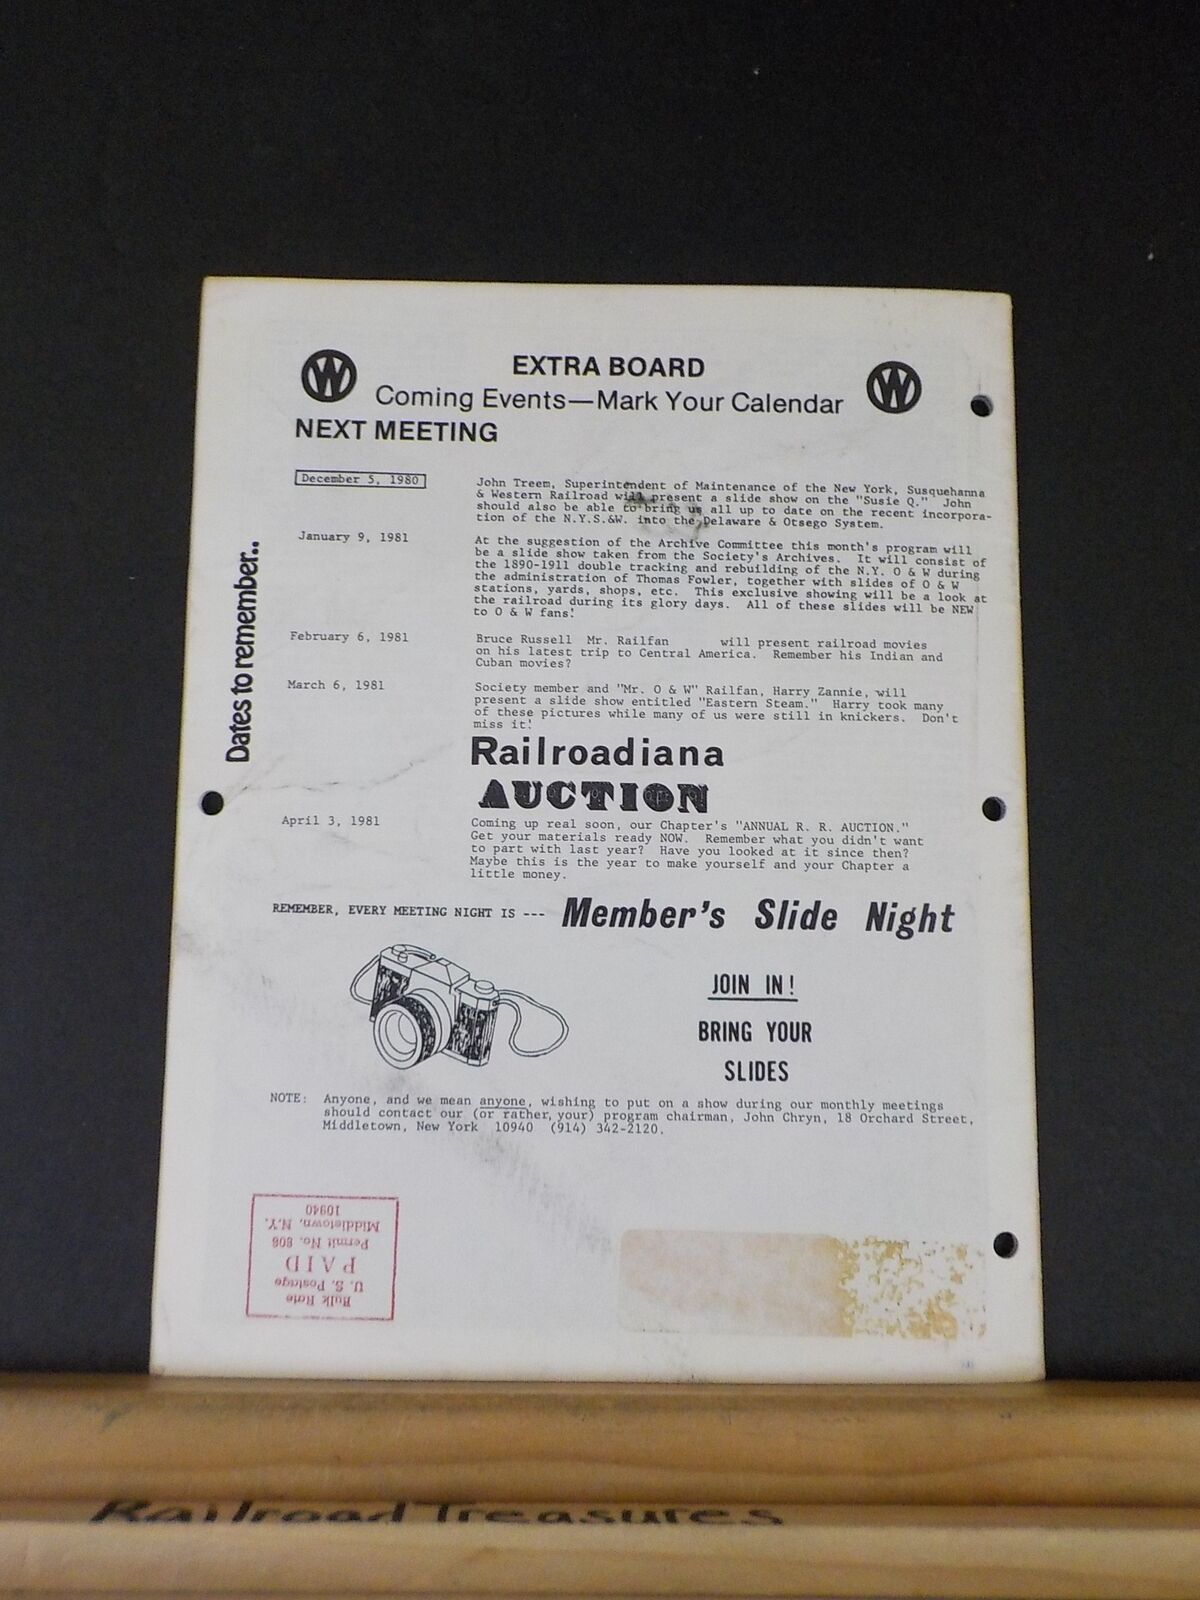 W
EXTRA BOARD
W
Coming Events—Mark Your Calendar
NEXT MEETING
Dates to remember..
December 5, 1980
John Treem, Superintendent of Maintenance of the New York, Susquehanna
& Western Railroad will present a slide show on the "Susie Q." John
should also be able to bring us all up to date on the recent incorpora-
tion of the N.Y.S.&W. into the Delaware & Otsego System.
January 9, 1981
At the suggestion of the Archive Committee this month's program will
be a slide show taken from the Society's Archives. It will consist of
the 1890-1911 double tracking and rebuilding of the N.Y. O & W during
the administration of Thomas Fowler, together with slides of O & W
stations, yards, shops, etc. This exclusive showing will be a look at
the railroad during its glory days. All of these slides will be NEW
to O & W fans!
February 6, 1981
Bruce Russell Mr. Railfan will present railroad movies
on his latest trip to Central America. Remember his Indian and
Cuban movies?
March 6, 1981
Society member and "Mr. O & W" Railfan, Harry Zannie, will
present a slide show entitled "Eastern Steam." Harry took many
of these pictures while many of us were still in knickers. Don't
miss it!
Railroadiana
AUCTION
April 3, 1981
Coming up real soon, our Chapter's "ANNUAL R. R. AUCTION."
Get your materials ready NOW. Remember what you didn't want
to part with last year? Have you looked at it since then?
Maybe this is the year to make yourself and your Chapter a
little money.
REMEMBER, EVERY MEETING NIGHT IS --- Member's Slide Night
JOIN IN!
BRING YOUR
SLIDES
NOTE: Anyone, and we mean anyone, wishing to put on a show during our monthly meetings
should contact our (or rather, your) program chairman, John Chryn, 18 Orchard Street,
Middletown, New York 10940 (914) 342-2120.
Bulk Rate
U. S. Postage
PAID
Permit No. 806
Middletown, N.Y.
10940
Railroad Treasures